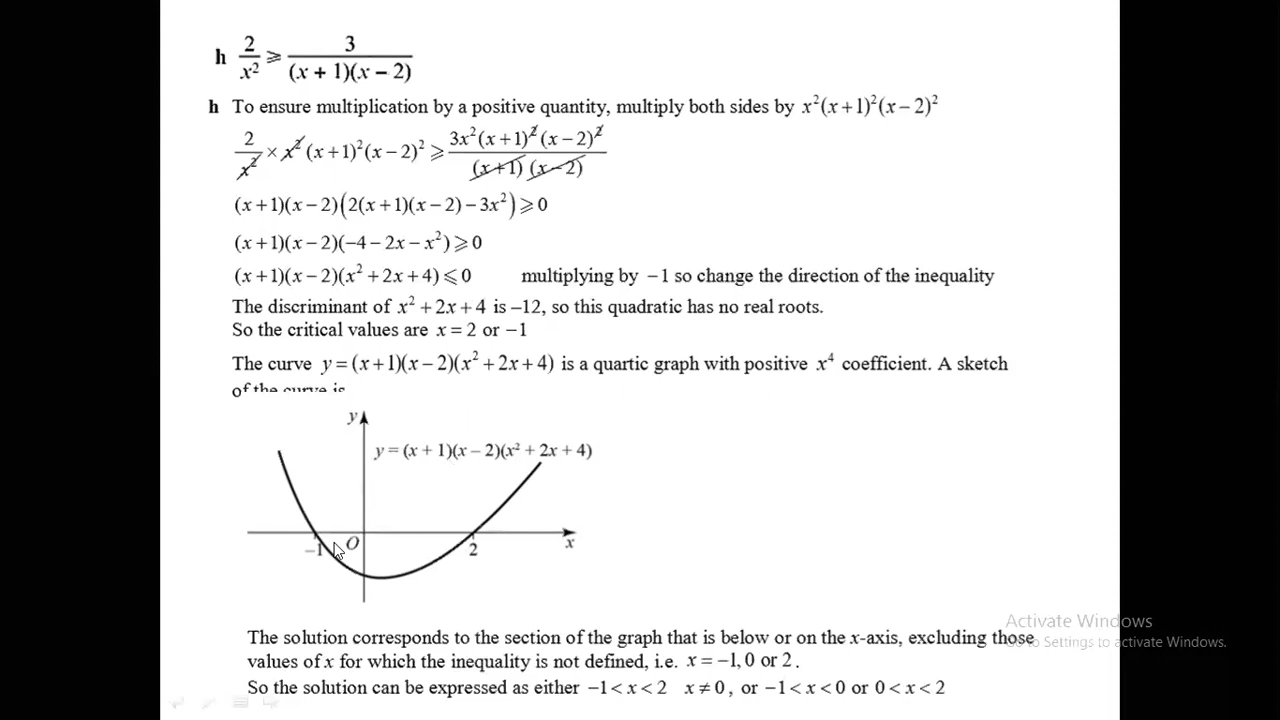 h 2/x² ⩾ 3/((x + 1)(x − 2))
h To ensure multiplication by a positive quantity, multiply both sides by x²(x+1)²(x−2)²
2/x² × x²(x+1)²(x−2)² ⩾ 3x²(x+1)²(x−2)²/((x+1)(x−2))
(x+1)(x−2)(2(x+1)(x−2)−3x²)⩾0
(x+1)(x−2)(−4−2x−x²)⩾0
(x+1)(x−2)(x²+2x+4)⩽0 multiplying by −1 so change the direction of the inequality
The discriminant of x²+2x+4 is −12, so this quadratic has no real roots.
So the critical values are x = 2 or −1
The curve y=(x+1)(x−2)(x²+2x+4) is a quartic graph with positive x⁴ coefficient. A sketch
of the curve is
y
y = (x + 1)(x − 2)(x² + 2x + 4)
−1 O 2 x
Activate Windows
The solution corresponds to the section of the graph that is below or on the x-axis, excluding those
Go to Settings to activate Windows.
values of x for which the inequality is not defined, i.e. x = −1, 0 or 2.
So the solution can be expressed as either −1 < x < 2 x ≠ 0, or −1 < x < 0 or 0 < x < 2